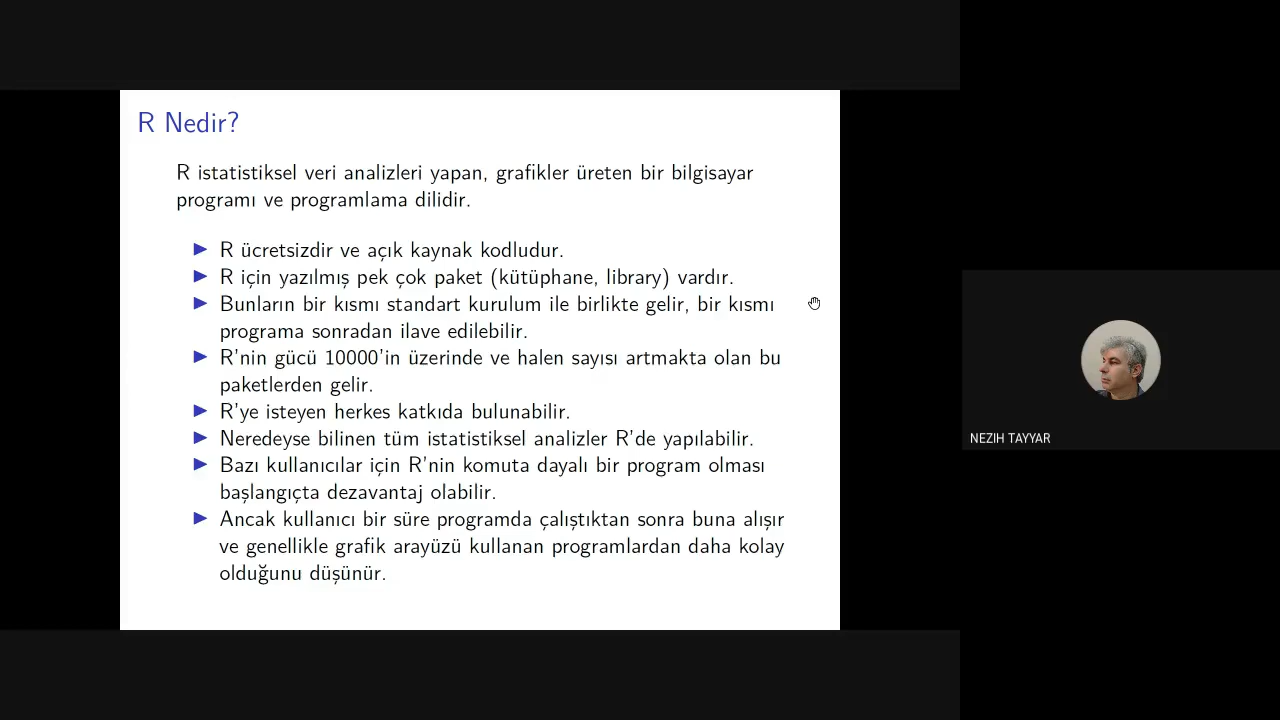 R Nedir?
R istatistiksel veri analizleri yapan, grafikler üreten bir bilgisayar
programı ve programlama dilidir.
▶ R ücretsizdir ve açık kaynak kodludur.
▶ R için yazılmış pek çok paket (kütüphane, library) vardır.
▶ Bunların bir kısmı standart kurulum ile birlikte gelir, bir kısmı
programa sonradan ilave edilebilir.
▶ R'nin gücü 10000'in üzerinde ve halen sayısı artmakta olan bu
paketlerden gelir.
▶ R'ye isteyen herkes katkıda bulunabilir.
▶ Neredeyse bilinen tüm istatistiksel analizler R'de yapılabilir.
▶ Bazı kullanıcılar için R'nin komuta dayalı bir program olması
başlangıçta dezavantaj olabilir.
▶ Ancak kullanıcı bir süre programda çalıştıktan sonra buna alışır
ve genellikle grafik arayüzü kullanan programlardan daha kolay
olduğunu düşünür.
NEZIH TAYYAR